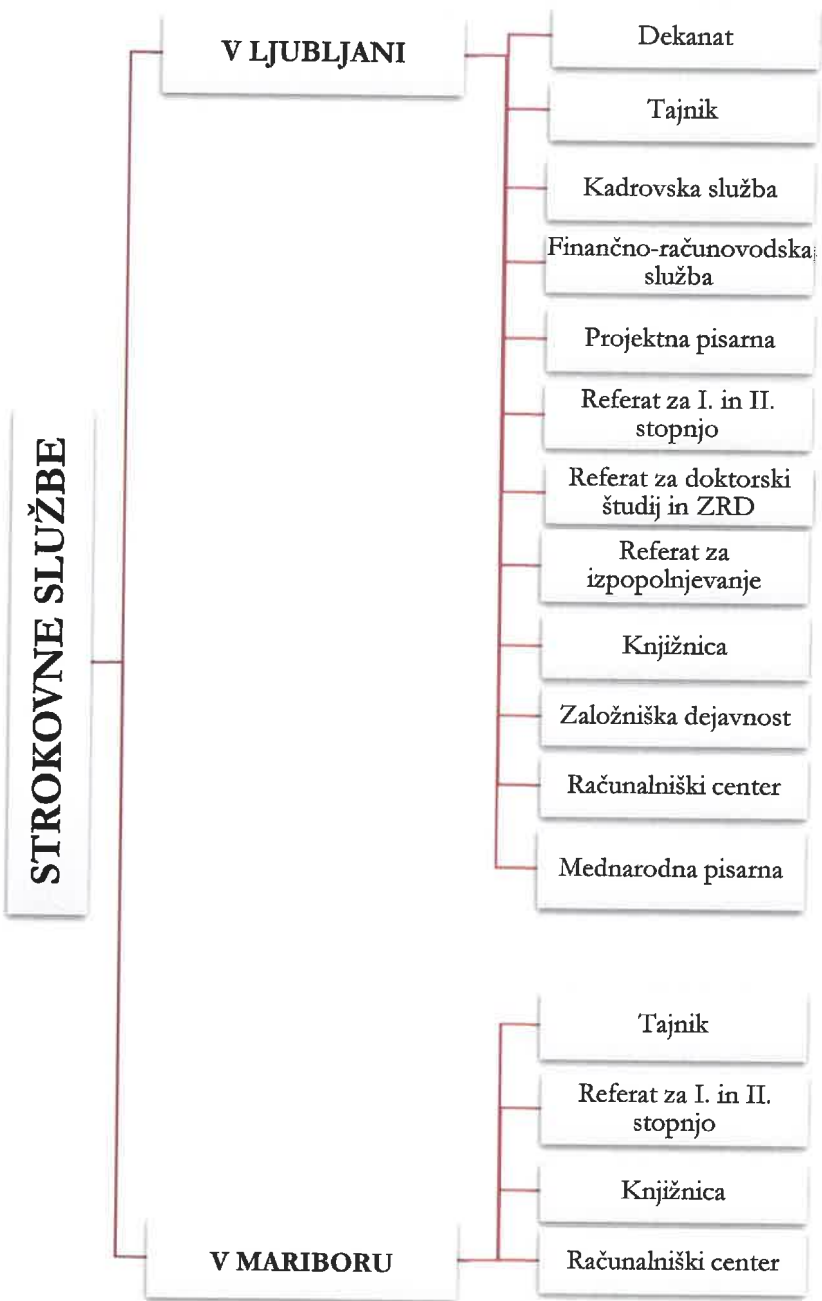 STROKOVNE SLUŽBE
V LJUBLJANI
Dekanat
Tajnik
Kadrovska služba
Finančno-računovodska
služba
Projektna pisarna
Referat za I. in II.
stopnjo
Referat za doktorski
študij in ZRD
Referat za
izpopolnjevanje
Knjižnica
Založniška dejavnost
Računalniški center
Mednarodna pisarna
V MARIBORU
Tajnik
Referat za I. in II.
stopnjo
Knjižnica
Računalniški center